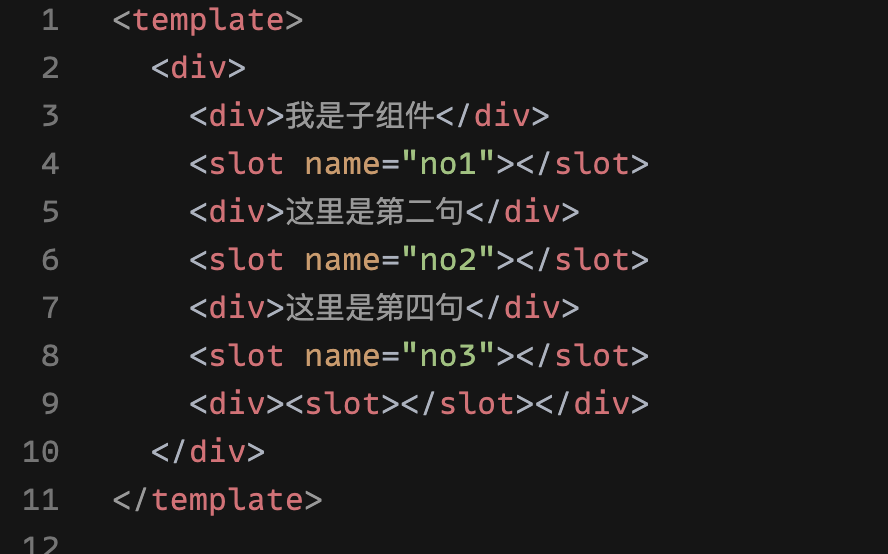 1 <template>
2 <div>
3 <div>我是子组件</div>
4 <slot name="no1"></slot>
5 <div>这里是第二句</div>
6 <slot name="no2"></slot>
7 <div>这里是第四句</div>
8 <slot name="no3"></slot>
9 <div><slot></slot></div>
10 </div>
11 </template>
12